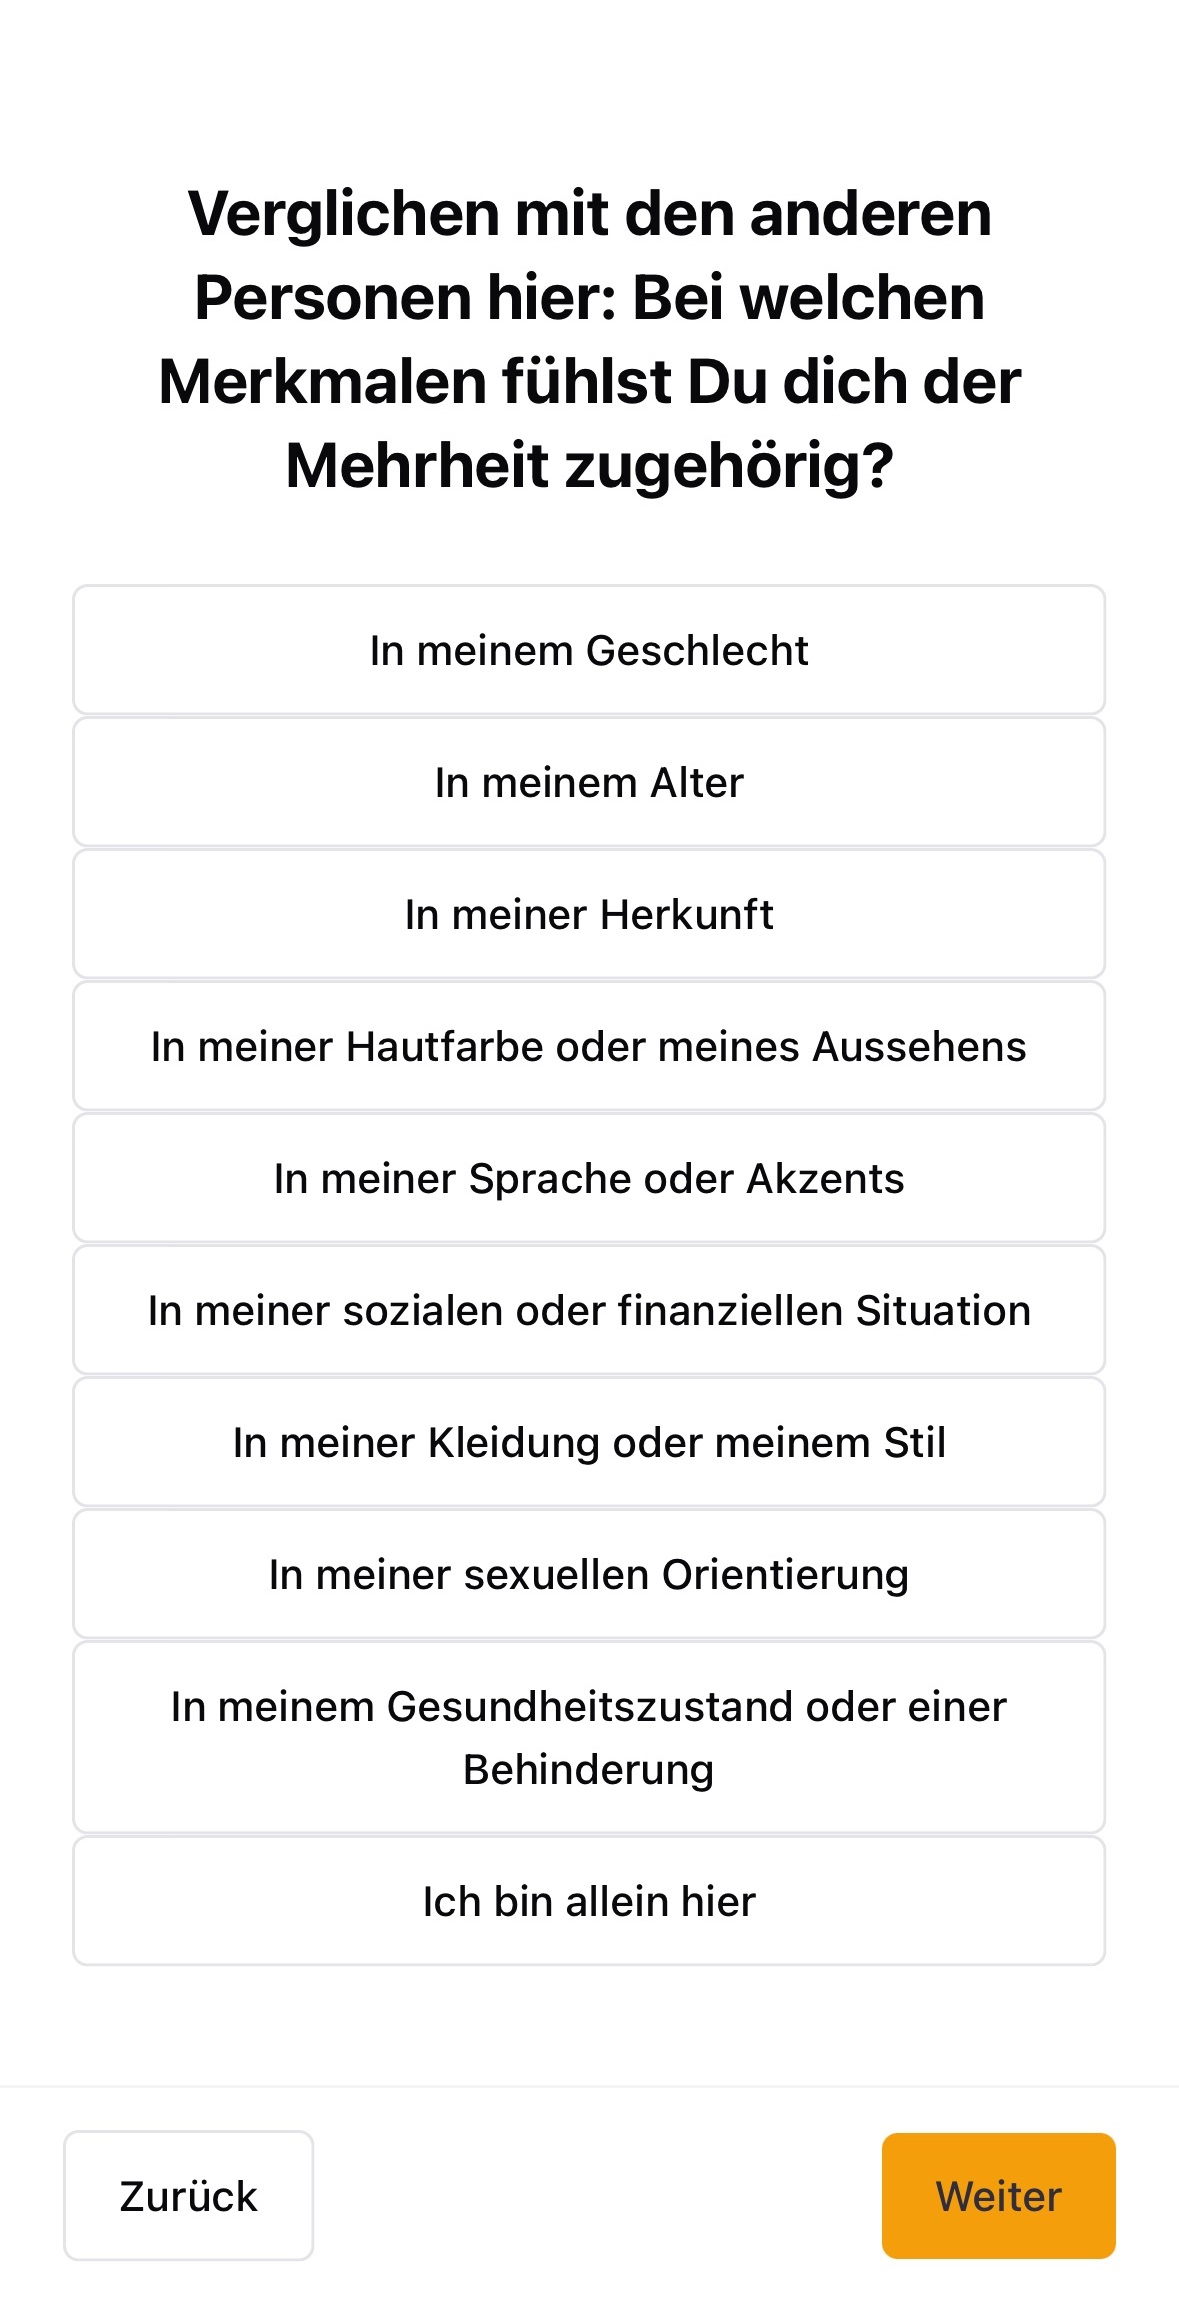 Verglichen mit den anderen
Personen hier: Bei welchen
Merkmalen fühlst Du dich der
Mehrheit zugehörig?
In meinem Geschlecht
In meinem Alter
In meiner Herkunft
In meiner Hautfarbe oder meines Aussehens
In meiner Sprache oder Akzents
In meiner sozialen oder finanziellen Situation
In meiner Kleidung oder meinem Stil
In meiner sexuellen Orientierung
In meinem Gesundheitszustand oder einer
Behinderung
Ich bin allein hier
Zurück
Weiter